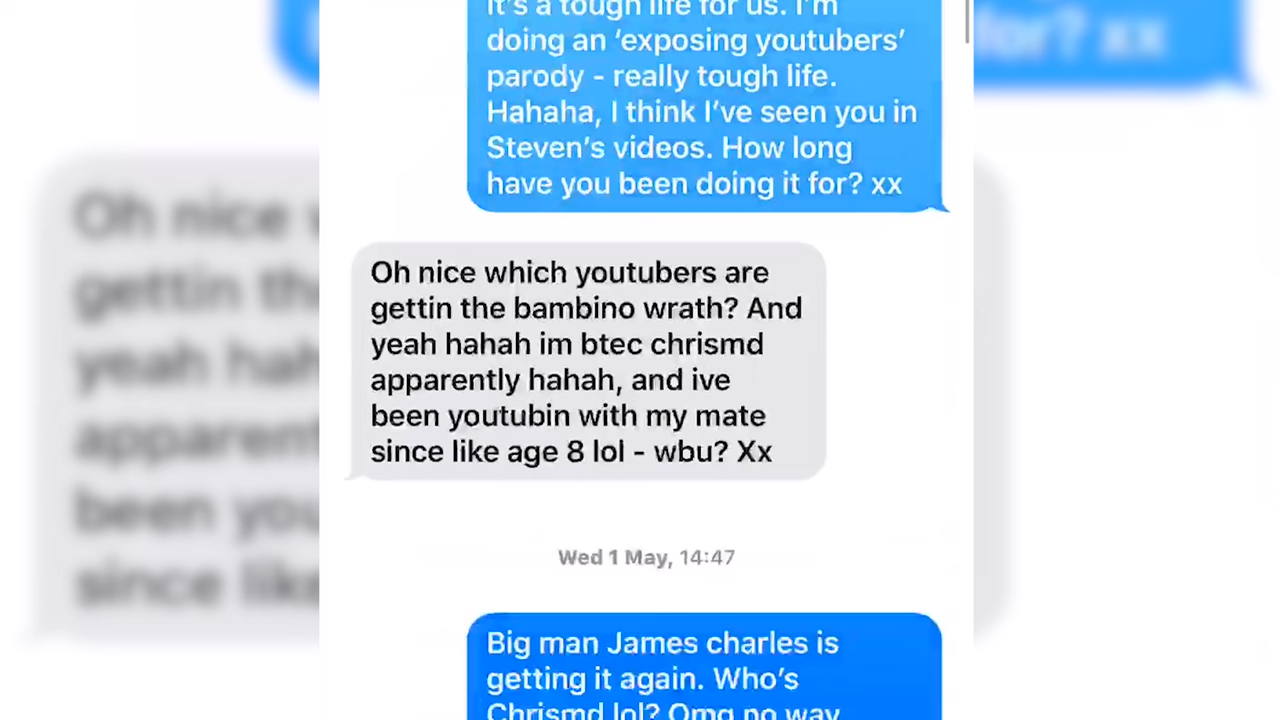 it's a tough life for us. I'm
doing an ‘exposing youtubers’
parody - really tough life.
Hahaha, I think I've seen you in
Steven's videos. How long
have you been doing it for? xx
Oh nice which youtubers are
gettin the bambino wrath? And
yeah hahah im btec chrismd
apparently hahah, and ive
been youtubin with my mate
since like age 8 lol - wbu? Xx
Wed 1 May, 14:47
Big man James charles is
getting it again. Who's
Chrismd lol? Omg no way